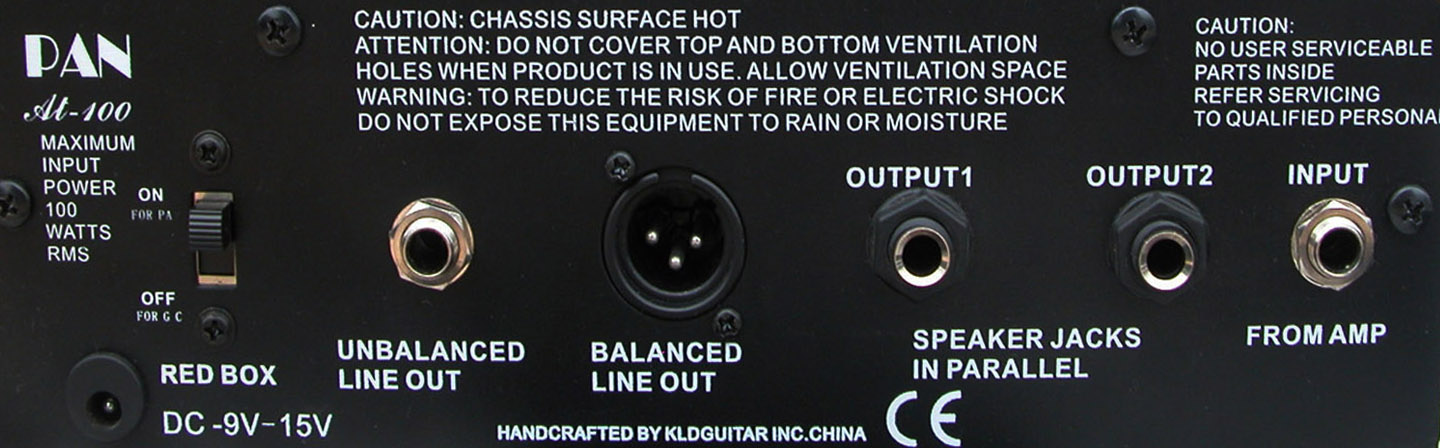 PAN
At-100
MAXIMUM
INPUT
POWER
100
WATTS
RMS
ON
FOR PA
OFF
FOR G C
RED BOX
DC -9V-15V
CAUTION: CHASSIS SURFACE HOT
ATTENTION: DO NOT COVER TOP AND BOTTOM VENTILATION
HOLES WHEN PRODUCT IS IN USE. ALLOW VENTILATION SPACE
WARNING: TO REDUCE THE RISK OF FIRE OR ELECTRIC SHOCK
DO NOT EXPOSE THIS EQUIPMENT TO RAIN OR MOISTURE
CAUTION:
NO USER SERVICEABLE
PARTS INSIDE
REFER SERVICING
TO QUALIFIED
UNBALANCED
LINE OUT
BALANCED
LINE OUT
OUTPUT1
OUTPUT2
SPEAKER JACKS
IN PARALLEL
INPUT
FROM AMP
HANDCRAFTED BY KLDGUITAR INC.CHINA
CE